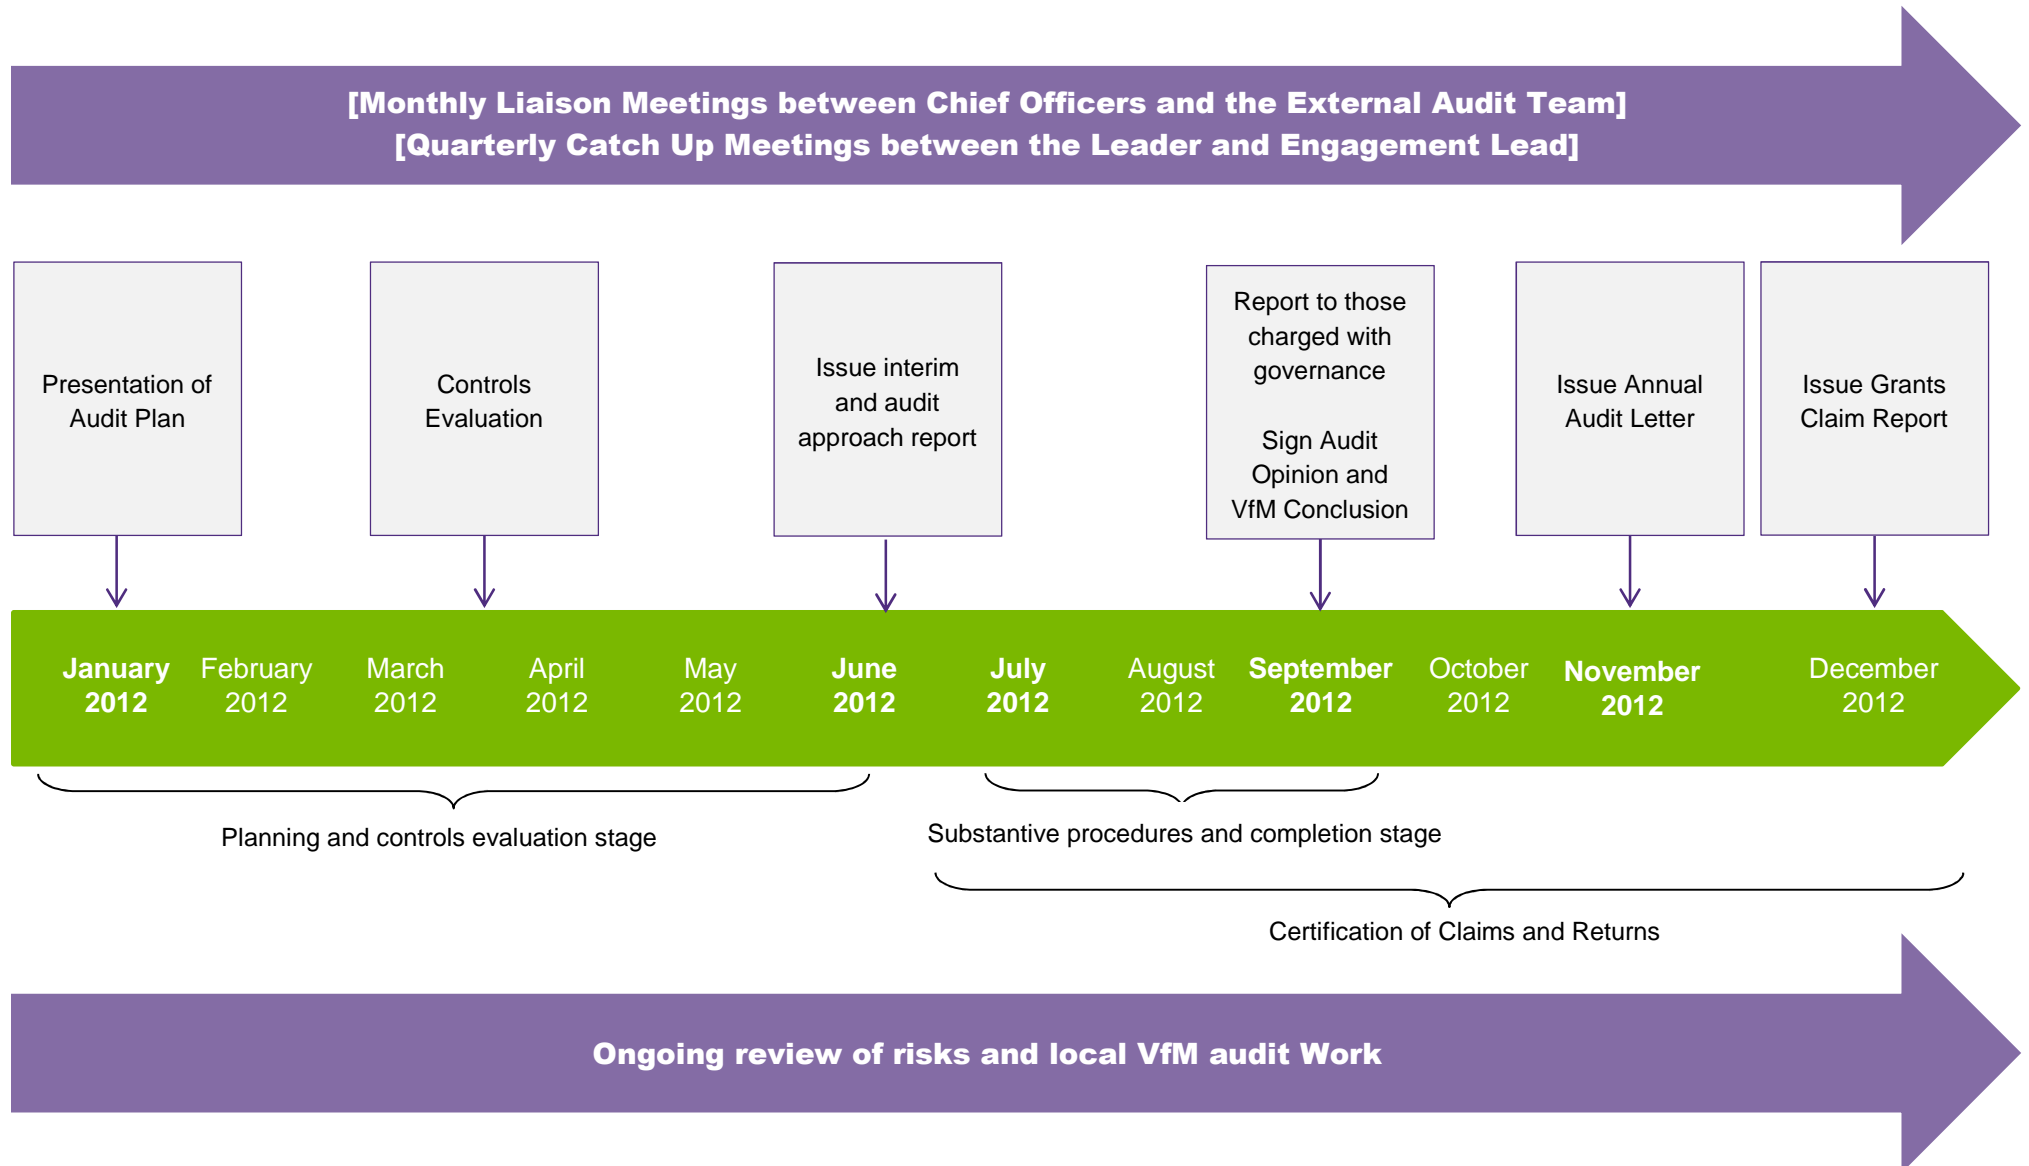 [Monthly Liaison Meetings between Chief Officers and the External Audit Team]
[Quarterly Catch Up Meetings between the Leader and Engagement Lead]
Presentation of
Audit Plan
Controls
Evaluation
Issue interim
and audit
approach report
Report to those
charged with
governance
Sign Audit
Opinion and
VfM Conclusion
Issue Annual
Audit Letter
Issue Grants
Claim Report
January
2012
February
2012
March
2012
April
2012
May
2012
June
2012
July
2012
August
2012
September
2012
October
2012
November
2012
December
2012
Planning and controls evaluation stage
Substantive procedures and completion stage
Certification of Claims and Returns
Ongoing review of risks and local VfM audit Work